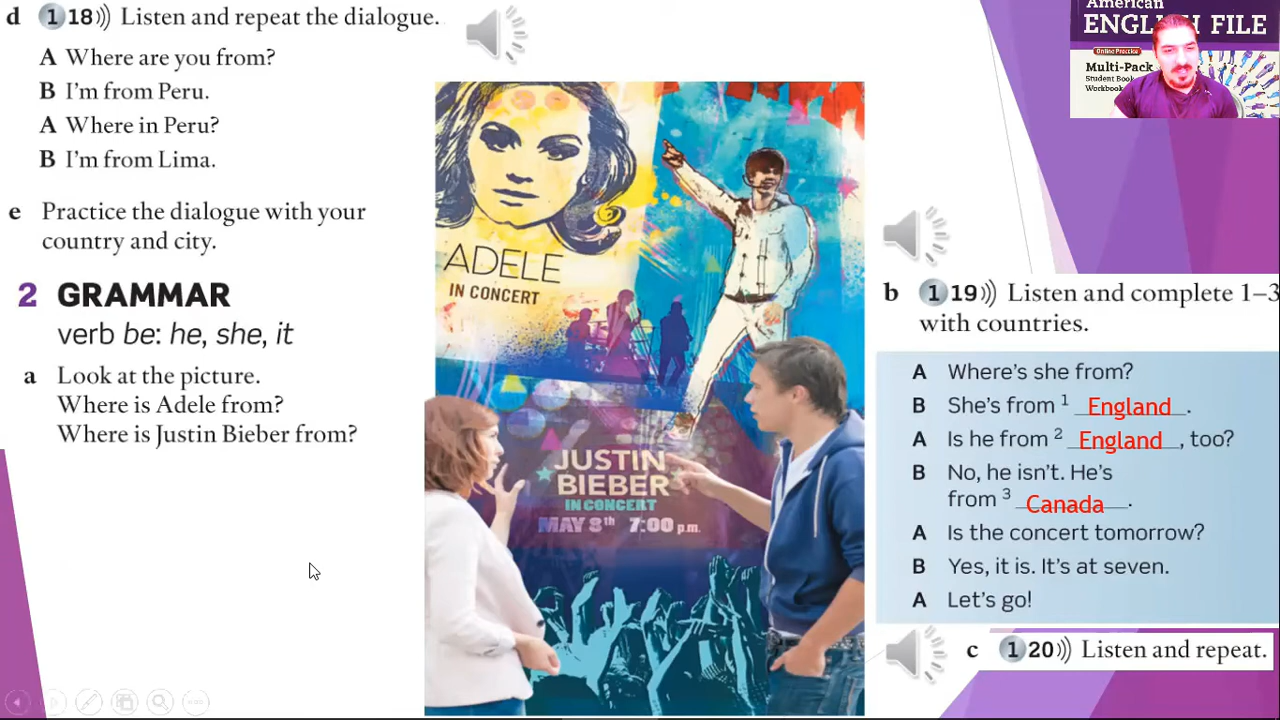 d 1 18 Listen and repeat the dialogue.
A Where are you from?
B I'm from Peru.
A Where in Peru?
B I'm from Lima.
e Practice the dialogue with your
country and city.
2 GRAMMAR
verb be: he, she, it
a Look at the picture.
Where is Adele from?
Where is Justin Bieber from?
ADELE
IN CONCERT
JUSTIN
BIEBER
IN CONCERT
MAY 8th 7:00 p.m.
American
ENGLISH FILE
Online Practice
Multi-Pack
Student Book
Workbook
b 1 19 Listen and complete 1–3
with countries.
A Where's she from?
B She's from 1 England.
A Is he from 2 England, too?
B No, he isn't. He's
from 3 Canada.
A Is the concert tomorrow?
B Yes, it is. It's at seven.
A Let's go!
c 1 20 Listen and repeat.